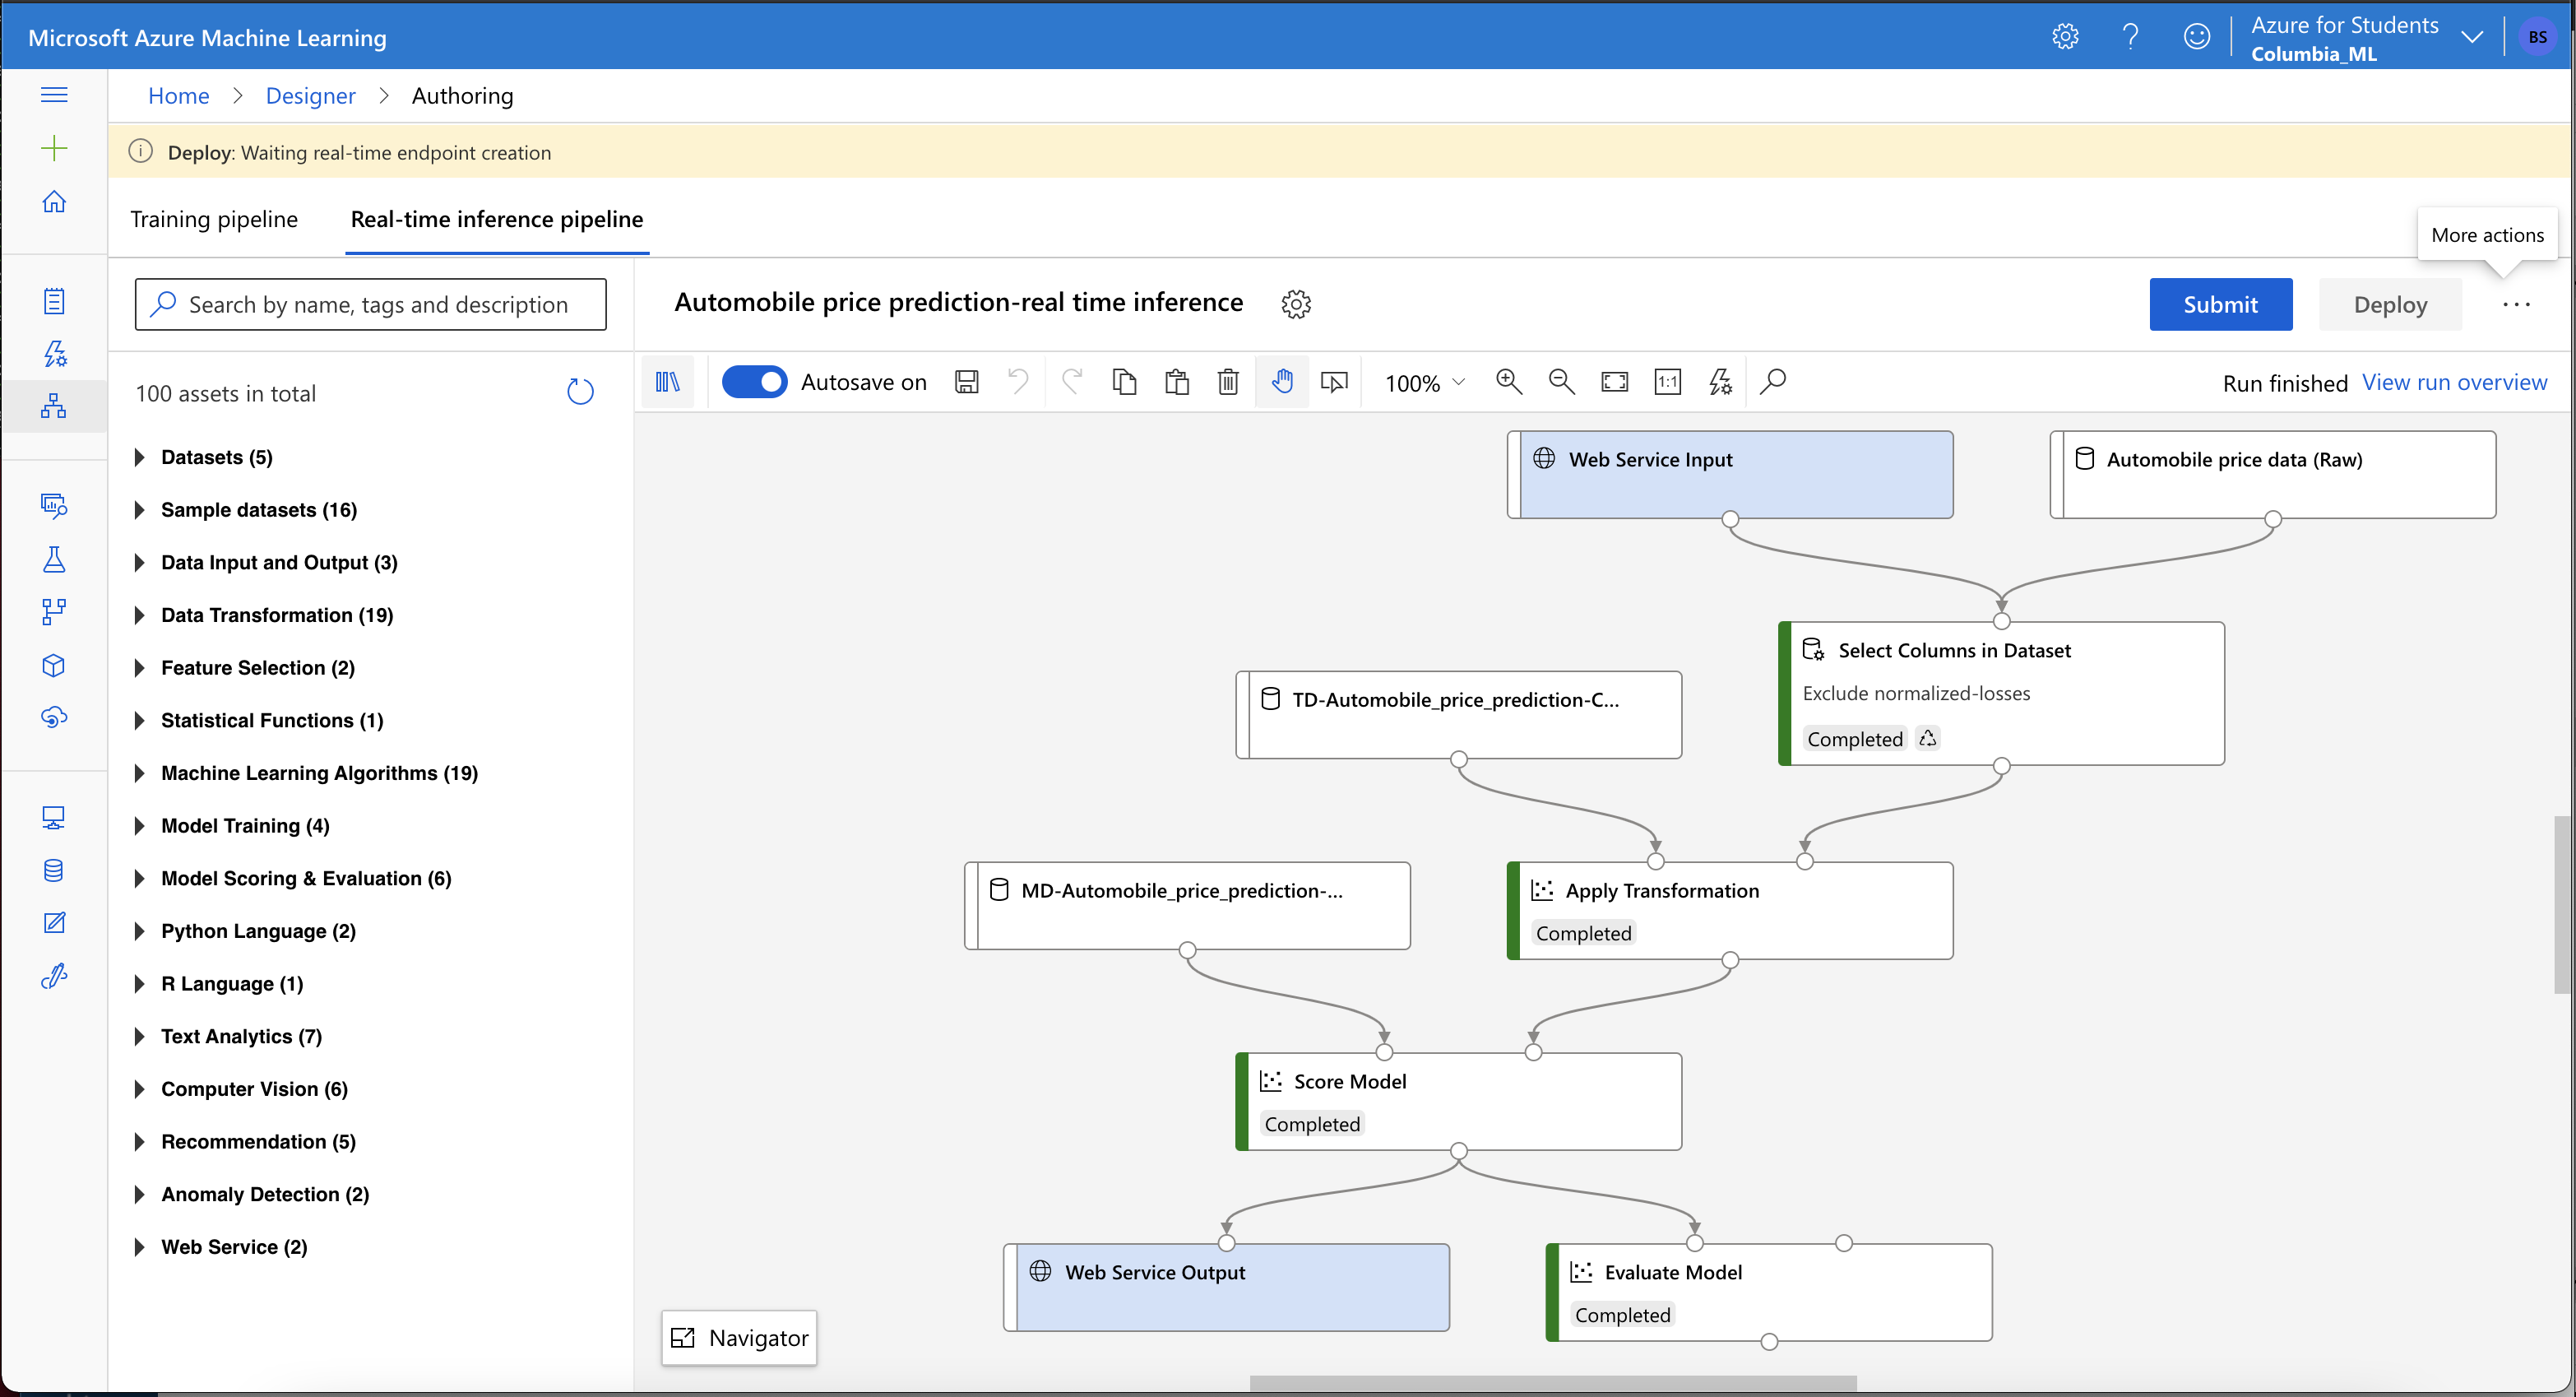 Microsoft Azure Machine Learning
Azure for Students
Columbia_ML
BS
Home > Designer > Authoring
Deploy: Waiting real-time endpoint creation
Training pipeline
Real-time inference pipeline
More actions
Search by name, tags and description
Automobile price prediction-real time inference
Submit
Deploy
100 assets in total
Autosave on
100%
1:1
Run finished View run overview
Datasets (5)
Sample datasets (16)
Data Input and Output (3)
Data Transformation (19)
Feature Selection (2)
Statistical Functions (1)
Machine Learning Algorithms (19)
Model Training (4)
Model Scoring & Evaluation (6)
Python Language (2)
R Language (1)
Text Analytics (7)
Computer Vision (6)
Recommendation (5)
Anomaly Detection (2)
Web Service (2)
Web Service Input
Automobile price data (Raw)
Select Columns in Dataset
Exclude normalized-losses
Completed
TD-Automobile_price_prediction-C...
MD-Automobile_price_prediction-...
Apply Transformation
Completed
Score Model
Completed
Web Service Output
Evaluate Model
Completed
Navigator